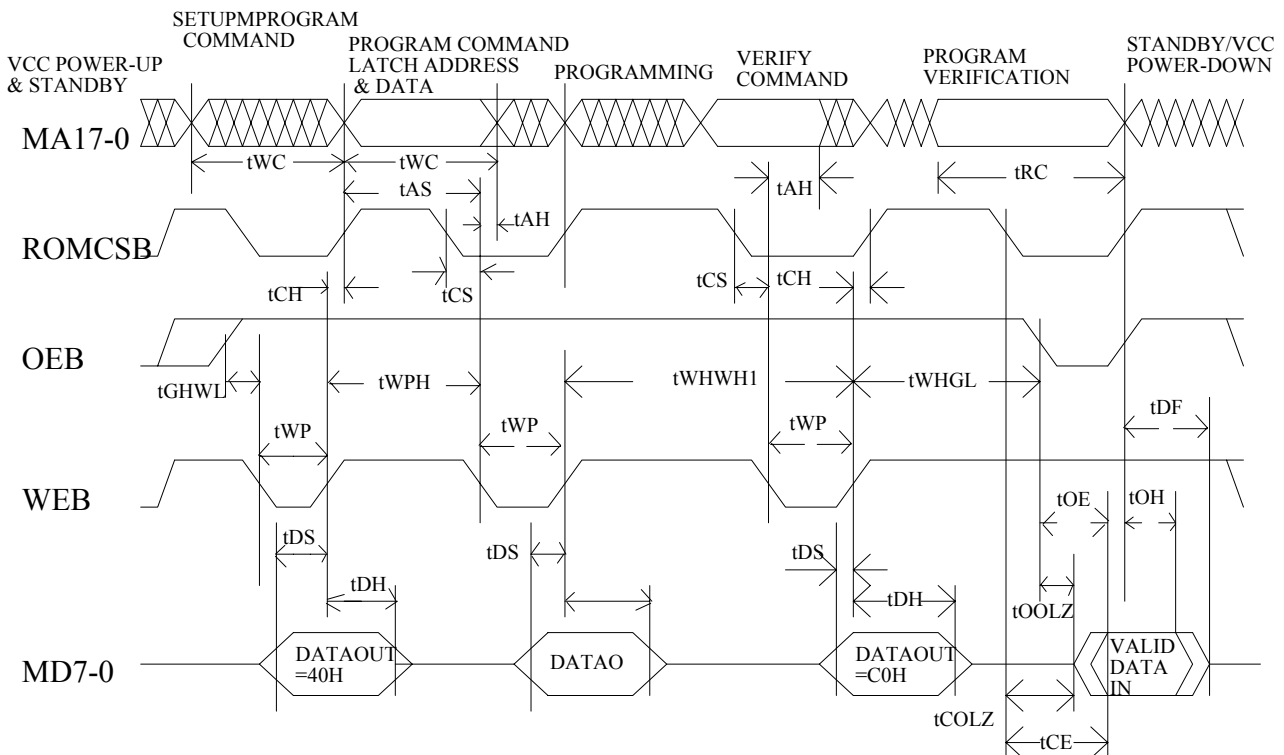 SETUPMPROGRAM
COMMAND
VCC POWER-UP
& STANDBY
PROGRAM COMMAND
LATCH ADDRESS
& DATA
PROGRAMMING
VERIFY
COMMAND
PROGRAM
VERIFICATION
STANDBY/VCC
POWER-DOWN
MA17-0
tWC
tWC
tRC
tAS
tAH
tAH
ROMCSB
tCH
tCS
tCS
tCH
OEB
tGHWL
tWPH
tWHWH1
tWHGL
tDF
tWP
tWP
tWP
WEB
tOE
tOH
tDS
tDS
tDS
tDH
tDH
tOOLZ
MD7-0
DATAOUT
=40H
DATAO
DATAOUT
=C0H
VALID
DATA
IN
tCOLZ
tCE